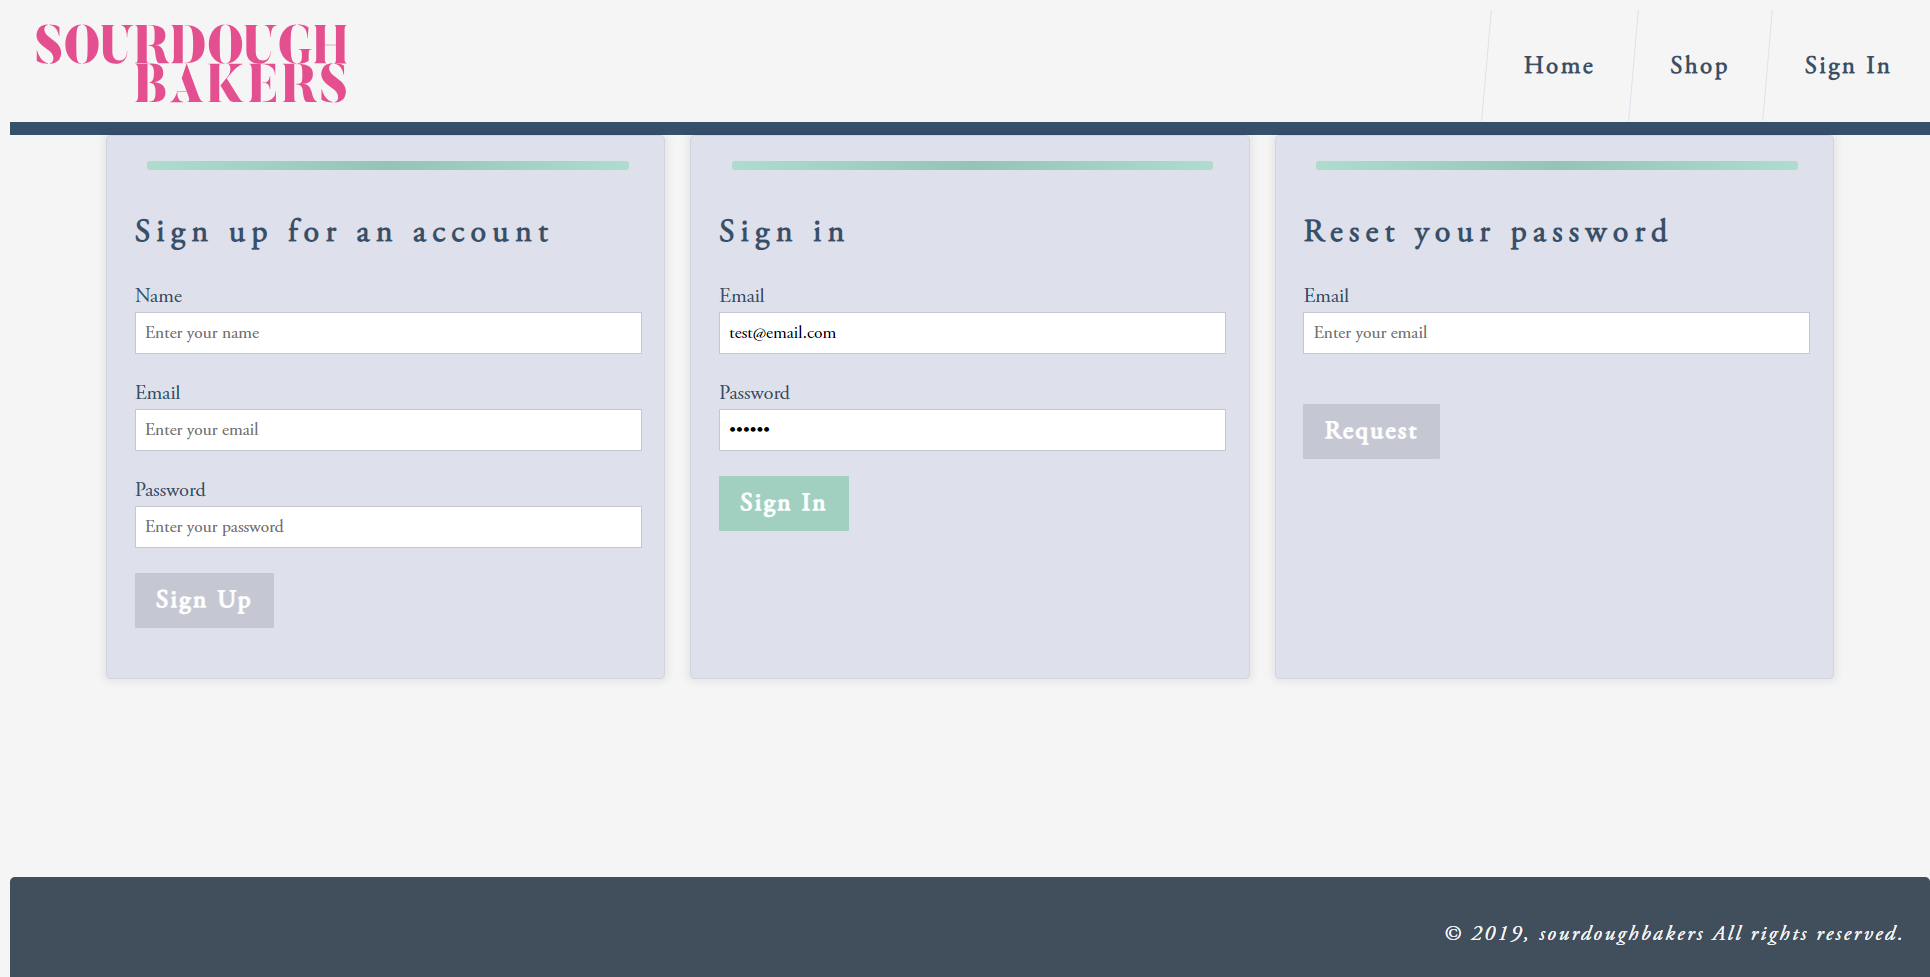 SOURDOUGH
BAKERS
Home
Shop
Sign In
Sign up for an account
Name
Enter your name
Email
Enter your email
Password
Enter your password
Sign Up
Sign in
Email
test@email.com
Password
••••••
Sign In
Reset your password
Email
Enter your email
Request
© 2019, sourdoughbakers All rights reserved.